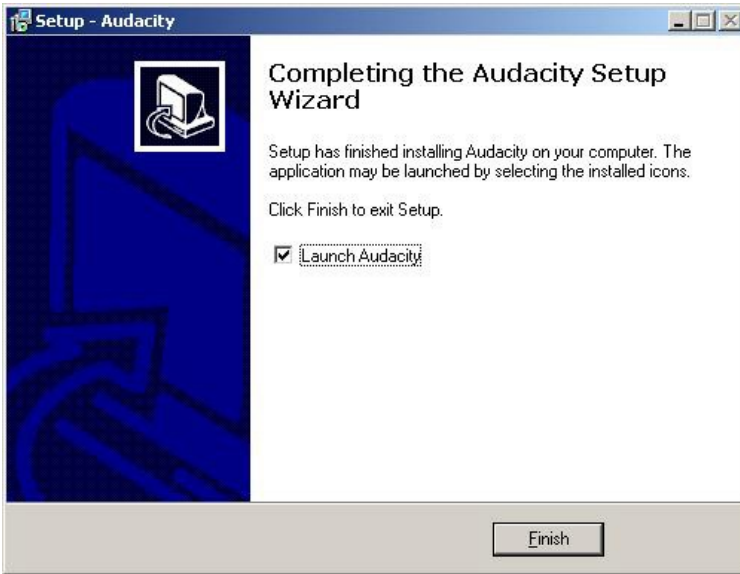 Setup - Audacity
Completing the Audacity Setup
Wizard
Setup has finished installing Audacity on your computer. The
application may be launched by selecting the installed icons.
Click Finish to exit Setup.
Launch Audacity
Finish